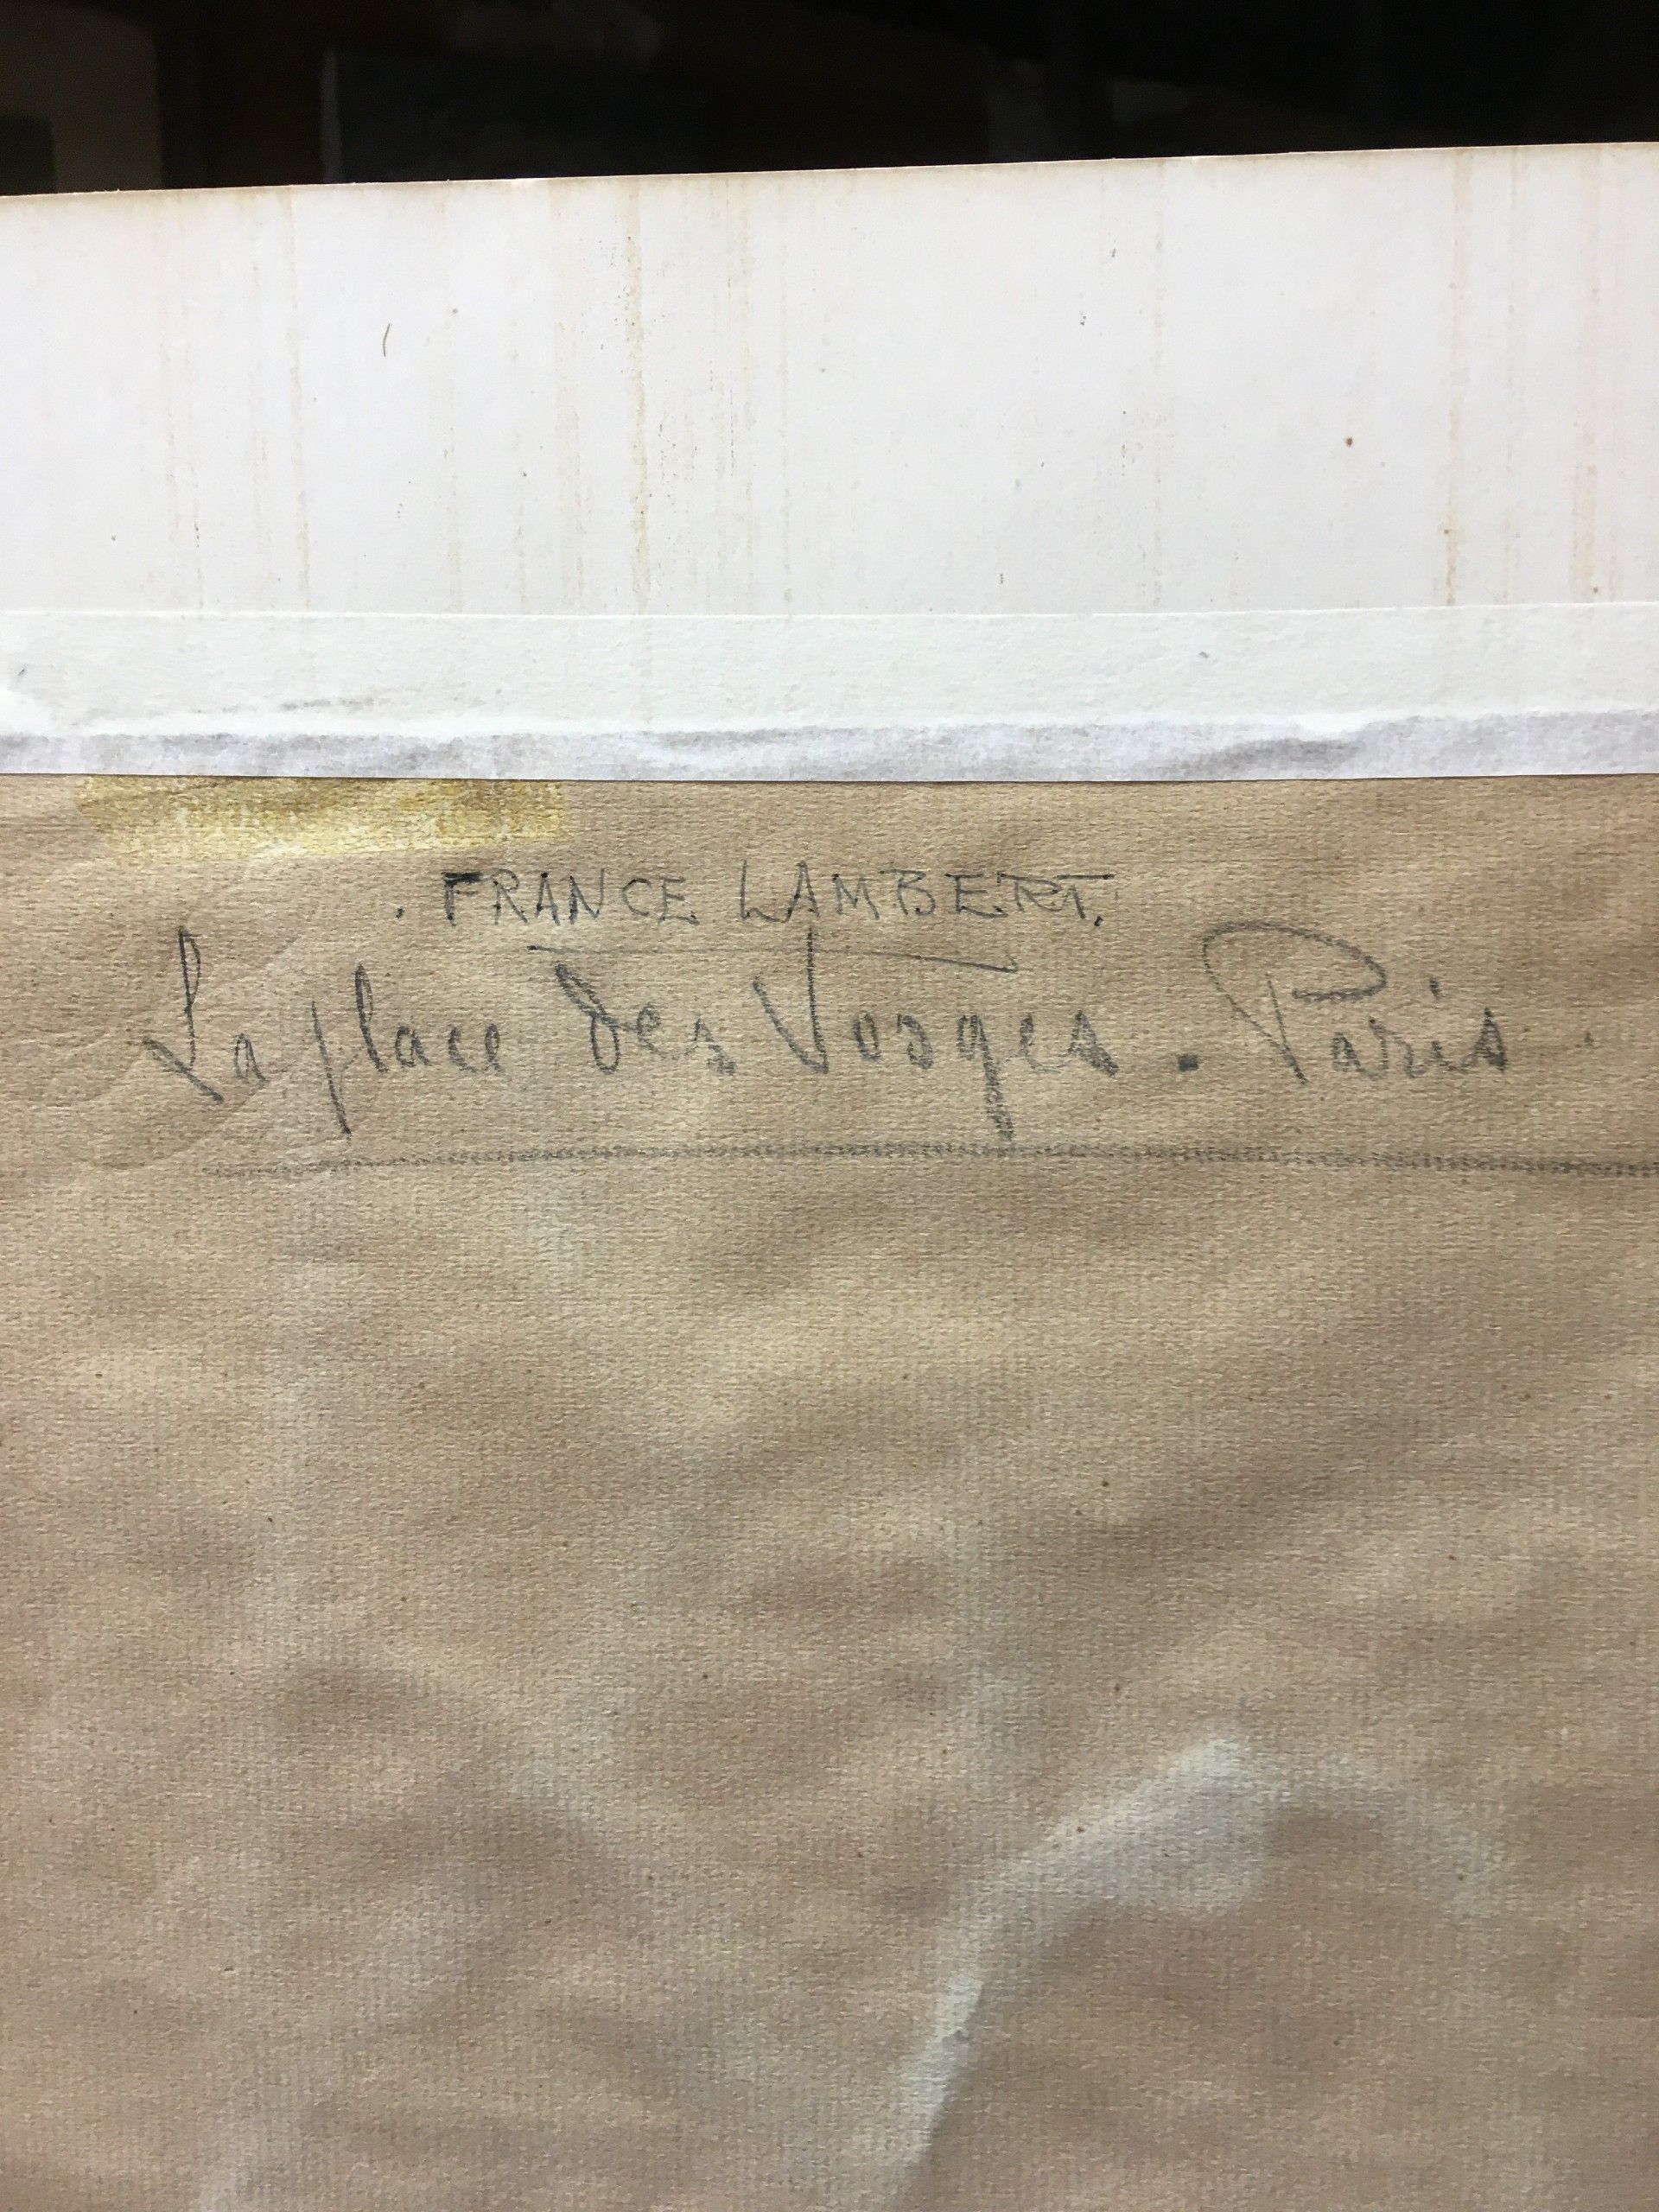 . FRANCE LAMBERT.
La place des Vosges. Paris